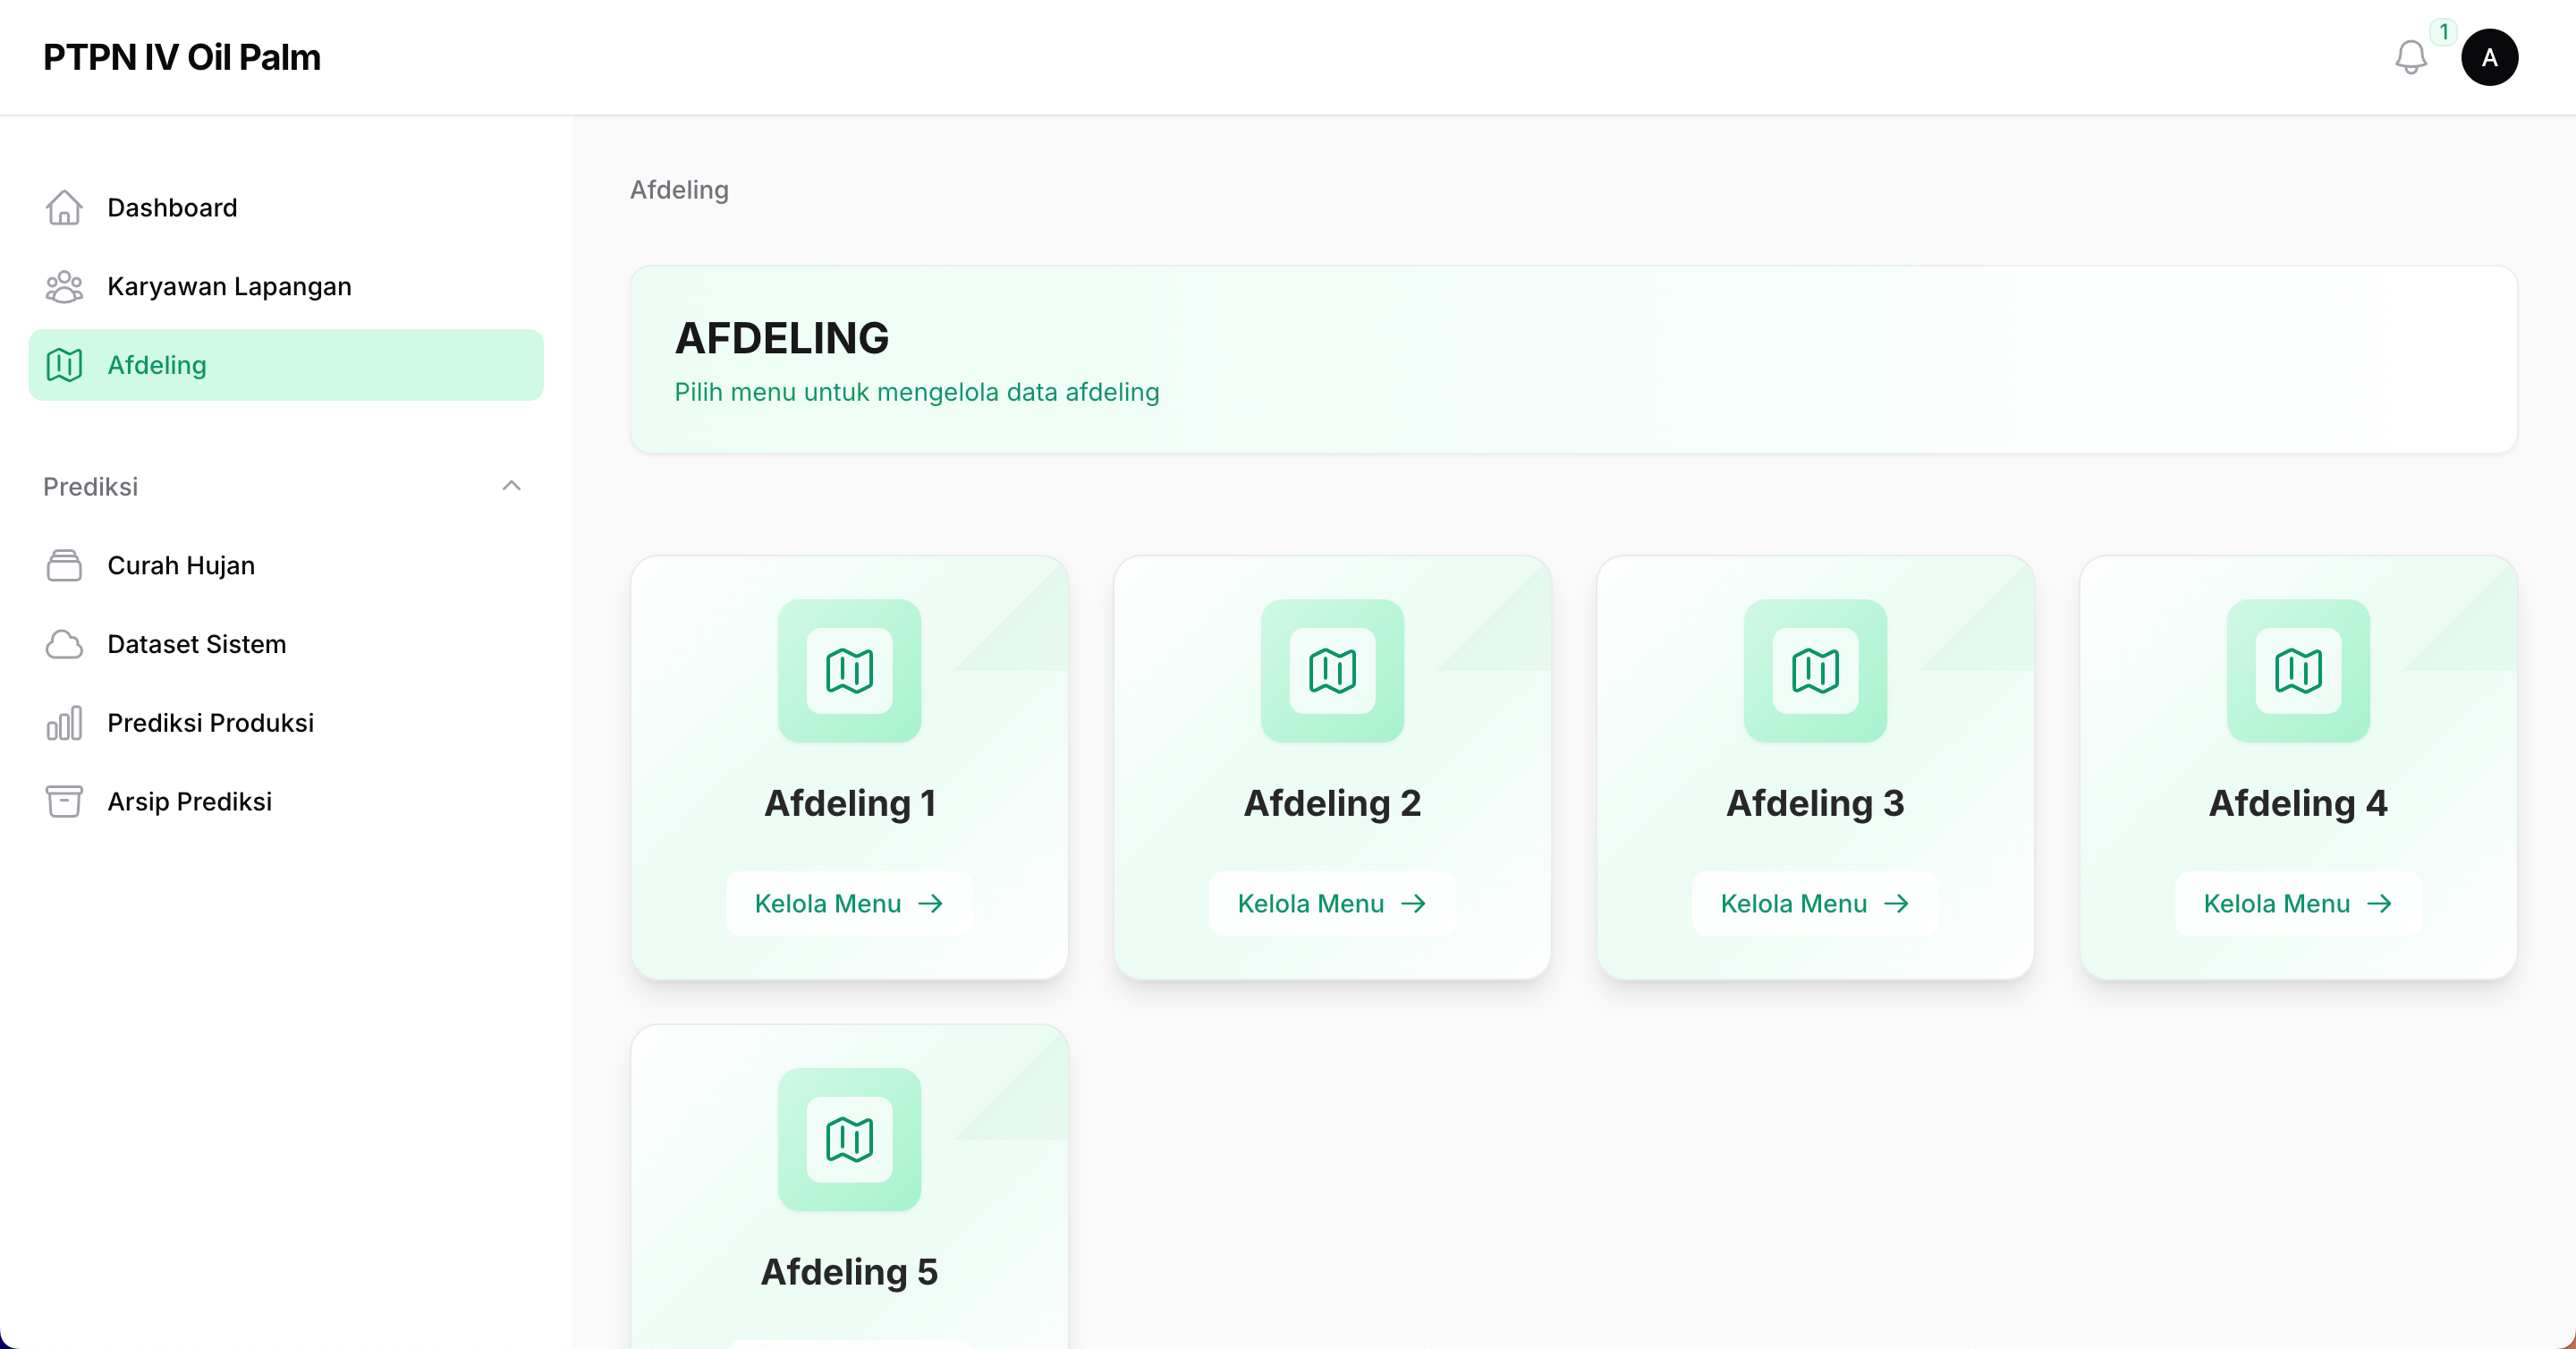 PTPN IV Oil Palm
1
A
Dashboard
Karyawan Lapangan
Afdeling
Prediksi
Curah Hujan
Dataset Sistem
Prediksi Produksi
Arsip Prediksi
Afdeling
AFDELING
Pilih menu untuk mengelola data afdeling
Afdeling 1
Kelola Menu
Afdeling 2
Kelola Menu
Afdeling 3
Kelola Menu
Afdeling 4
Kelola Menu
Afdeling 5